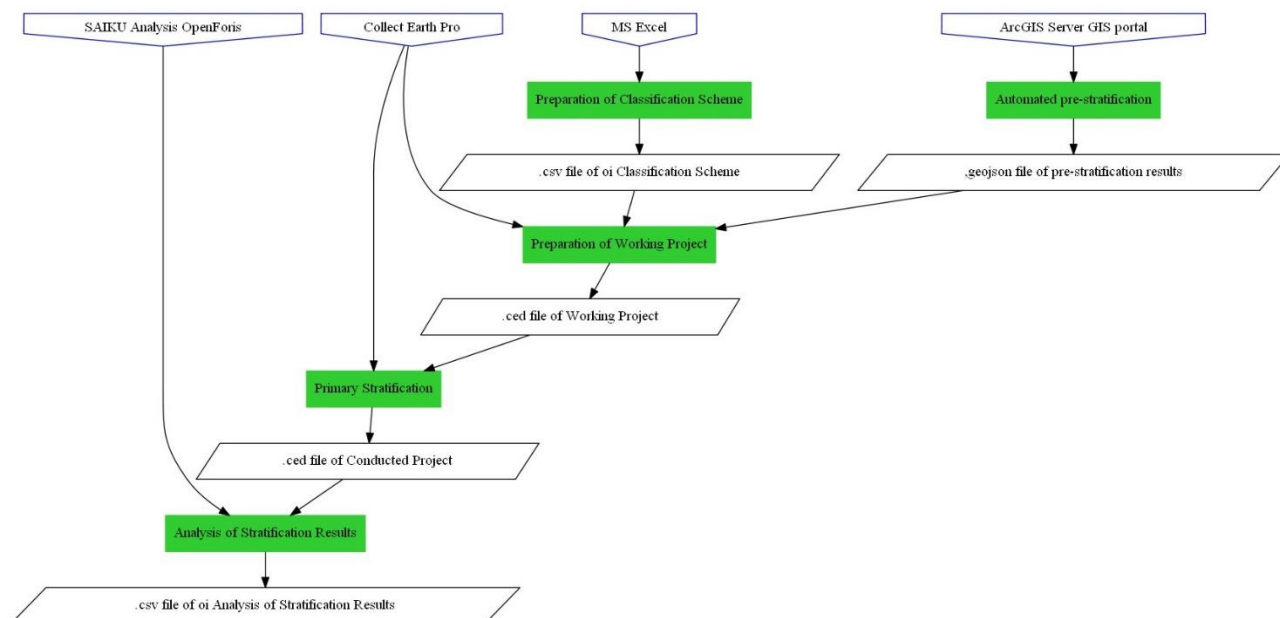 SAIKU Analysis OpenForis
Collect Earth Pro
MS Excel
ArcGIS Server GIS portal
Preparation of Classification Scheme
Automated pre-stratification
.csv file of oi Classification Scheme
.geojson file of pre-stratification results
Preparation of Working Project
.ced file of Working Project
Primary Stratification
.ced file of Conducted Project
Analysis of Stratification Results
.csv file of oi Analysis of Stratification Results